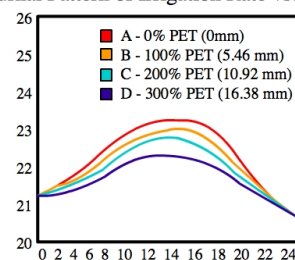 26
A - 0% PET (0mm)
25
B - 100% PET (5.46 mm)
C - 200% PET (10.92 mm)
24
D - 300% PET (16.38 mm)
23
22
21
20
0 2 4 6 8 10 12 14 16 18 20 22 24